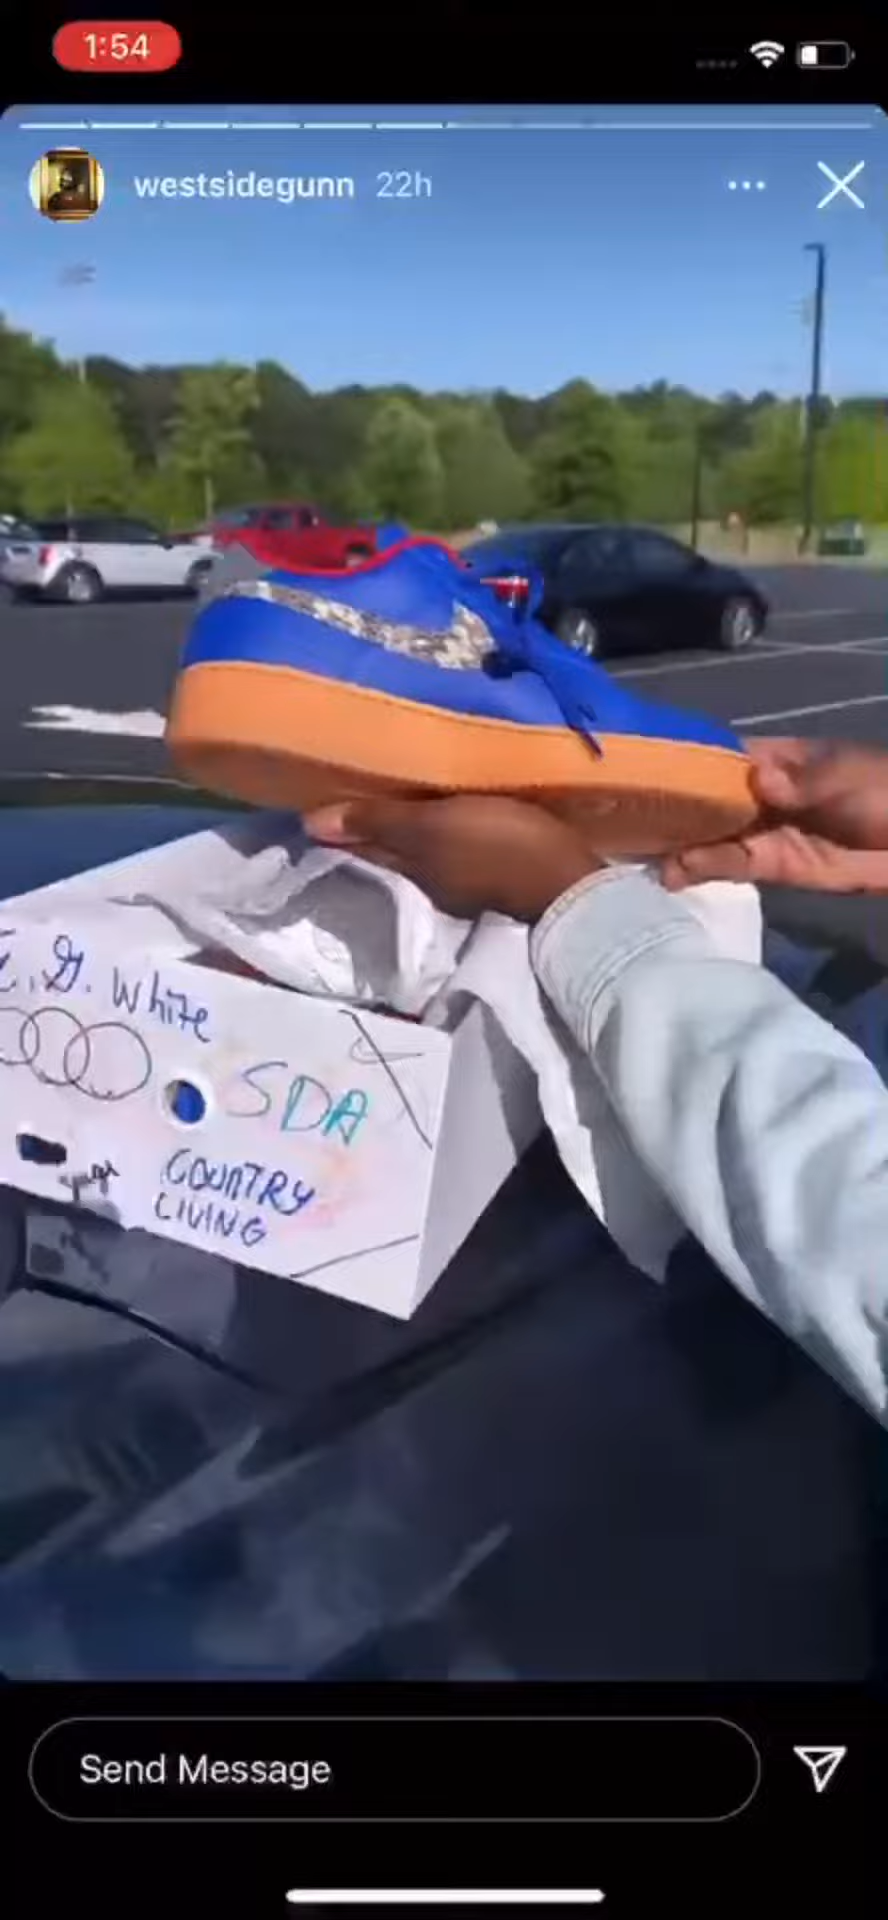 1:54
westsidegunn 22h
E.G. White
SDA
COUNTRY
LIVING
Send Message